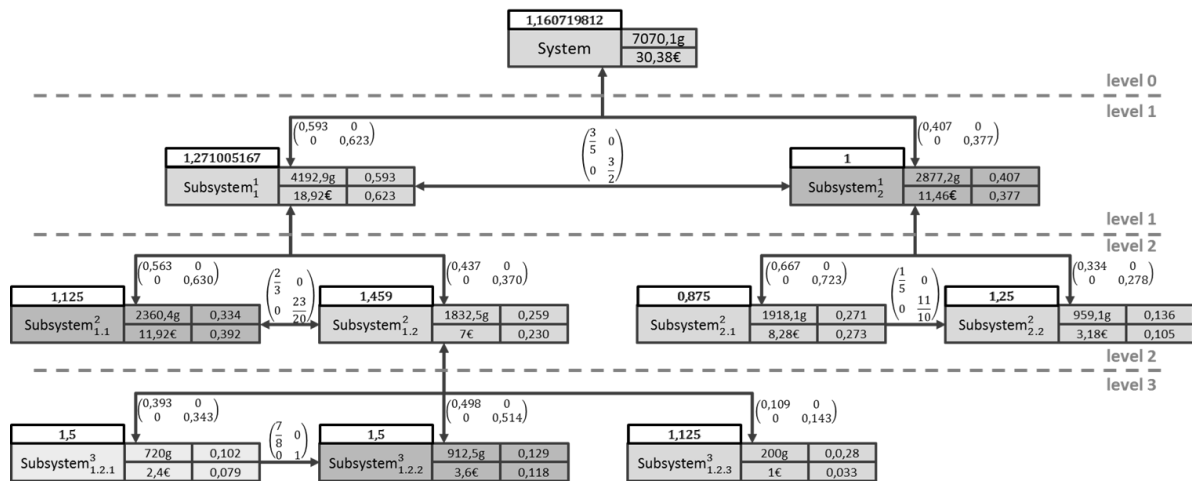 1,160719812
System 7070,1g
30,38€
level 0
level 1
(0,593 0 (0,407 0
0 0,623) 0 0,377)
(3/5 0
0 3/2)
1,271005167 1
Subsystem¹₁ 4192,9g 0,593 Subsystem¹₂ 2877,2g 0,407
18,92€ 0,623 11,46€ 0,377
level 1
level 2
(0,563 0 (0,437 0 (0,667 0 (0,334 0
0 0,630) 0 0,370) 0 0,723) 0 0,278)
(2/3 0 (1/5 0
0 23/20) 0 11/10)
1,125 1,459 0,875 1,25
Subsystem²₁.₁ 2360,4g 0,334 Subsystem²₁.₂ 1832,5g 0,259 Subsystem²₂.₁ 1918,1g 0,271 Subsystem²₂.₂ 959,1g 0,136
11,92€ 0,392 7€ 0,230 8,28€ 0,273 3,18€ 0,105
level 2
level 3
(0,393 0 (0,498 0 (0,109 0
0 0,343) 0 0,514) 0 0,143)
(7/8 0
0 1)
1,5 1,5 1,125
Subsystem³₁.₂.₁ 720g 0,102 Subsystem³₁.₂.₂ 912,5g 0,129 Subsystem³₁.₂.₃ 200g 0,0,28
2,4€ 0,079 3,6€ 0,118 1€ 0,033